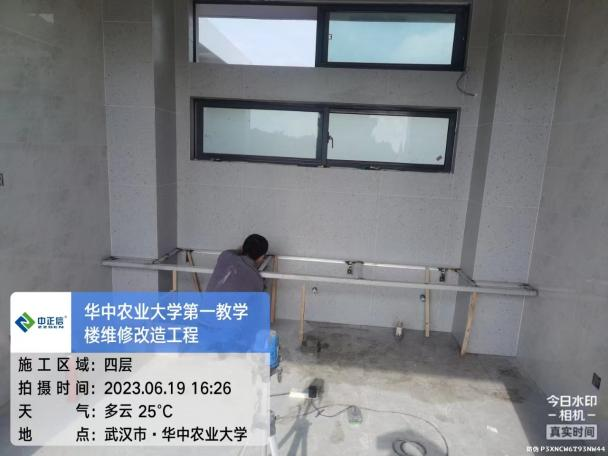 中正信
ZZGEN
华中农业大学第一教学
楼维修改造工程
施工区域：四层
拍摄时间：2023.06.19 16:26
天 气：多云 25℃
地 点：武汉市·华中农业大学
今日水印
-相机-
真实时间
防伪 P3XNCW6T93NW44